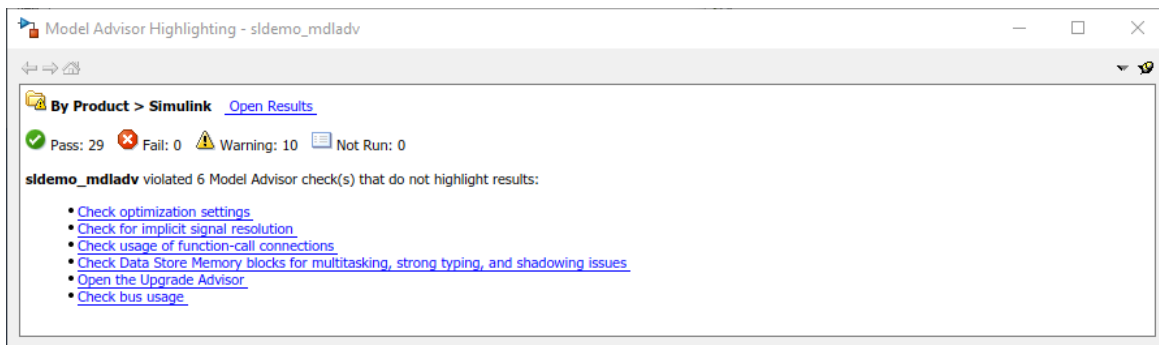 Model Advisor Highlighting - sldemo_mdladv
By Product > Simulink Open Results
Pass: 29 Fail: 0 Warning: 10 Not Run: 0
sldemo_mdladv violated 6 Model Advisor check(s) that do not highlight results:
• Check optimization settings
• Check for implicit signal resolution
• Check usage of function-call connections
• Check Data Store Memory blocks for multitasking, strong typing, and shadowing issues
• Open the Upgrade Advisor
• Check bus usage